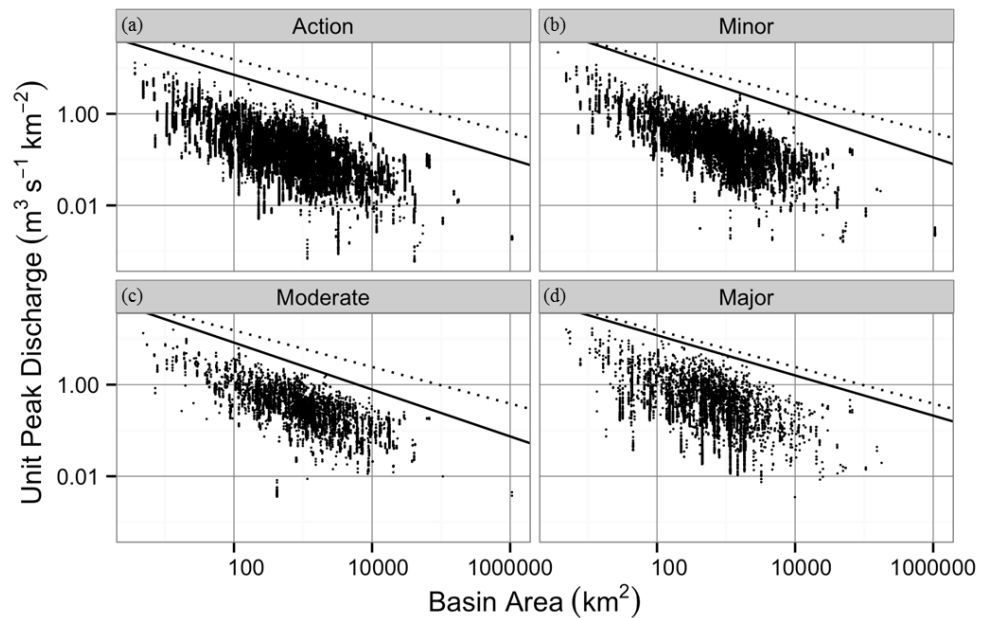 (a) Action
(b) Minor
1.00
0.01
(c) Moderate
(d) Major
1.00
0.01
100 10000 1000000
100 10000 1000000
Basin Area (km²)
Unit Peak Discharge (m³ s⁻¹ km⁻²)